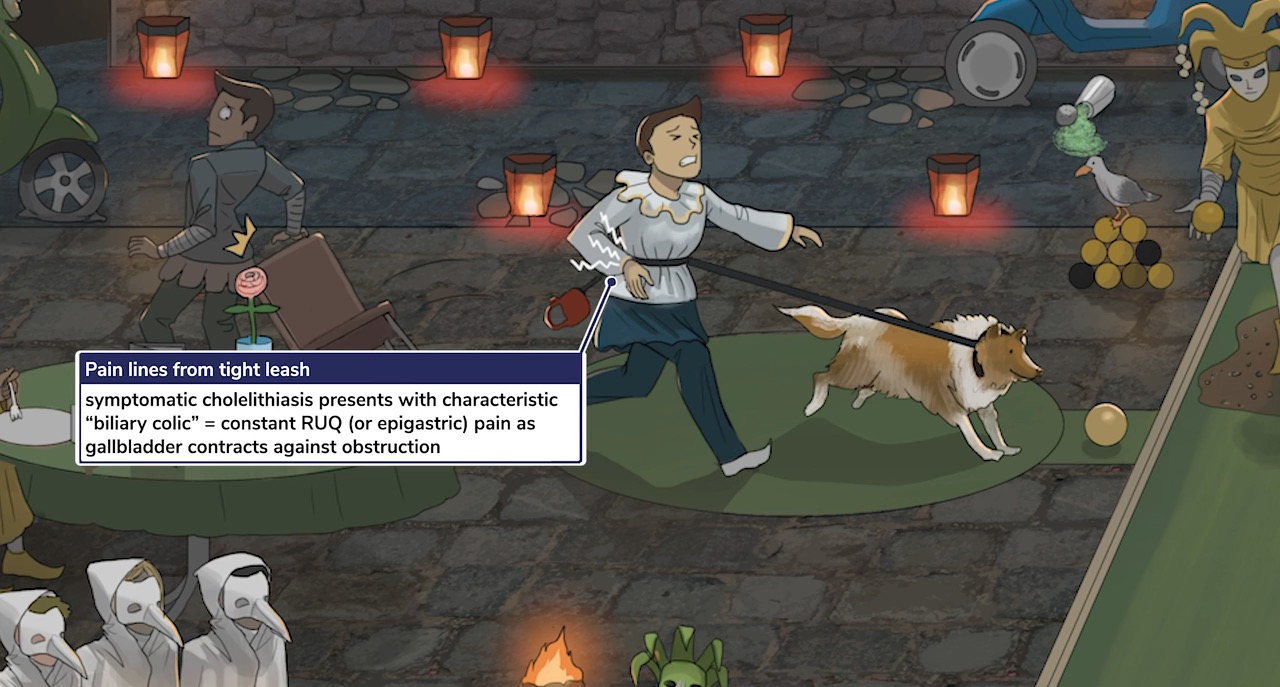 Pain lines from tight leash
symptomatic cholelithiasis presents with characteristic
“biliary colic” = constant RUQ (or epigastric) pain as
gallbladder contracts against obstruction